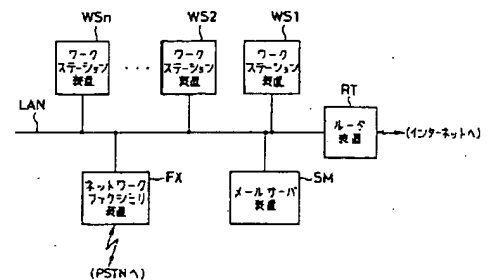 WSn
WS2
WS1
ワーク
ステーション
装置
...
ワーク
ステーション
装置
ワーク
ステーション
装置
LAN
RT
ルータ
装置
(インターネットへ)
FX
ネットワーク
ファクシミリ
装置
SM
メールサーバ
装置
(PSTNへ)